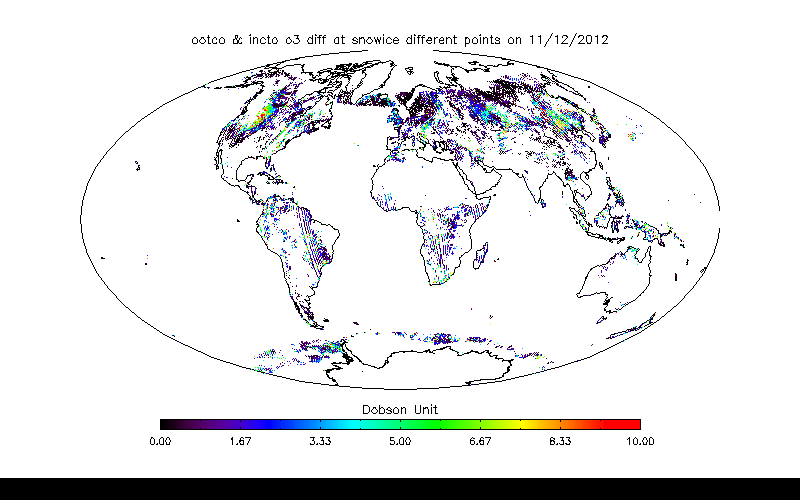 ootco & incto o3 diff at snowice different points on 11/12/2012
Dobson Unit
0.00 1.67 3.33 5.00 6.67 8.33 10.00